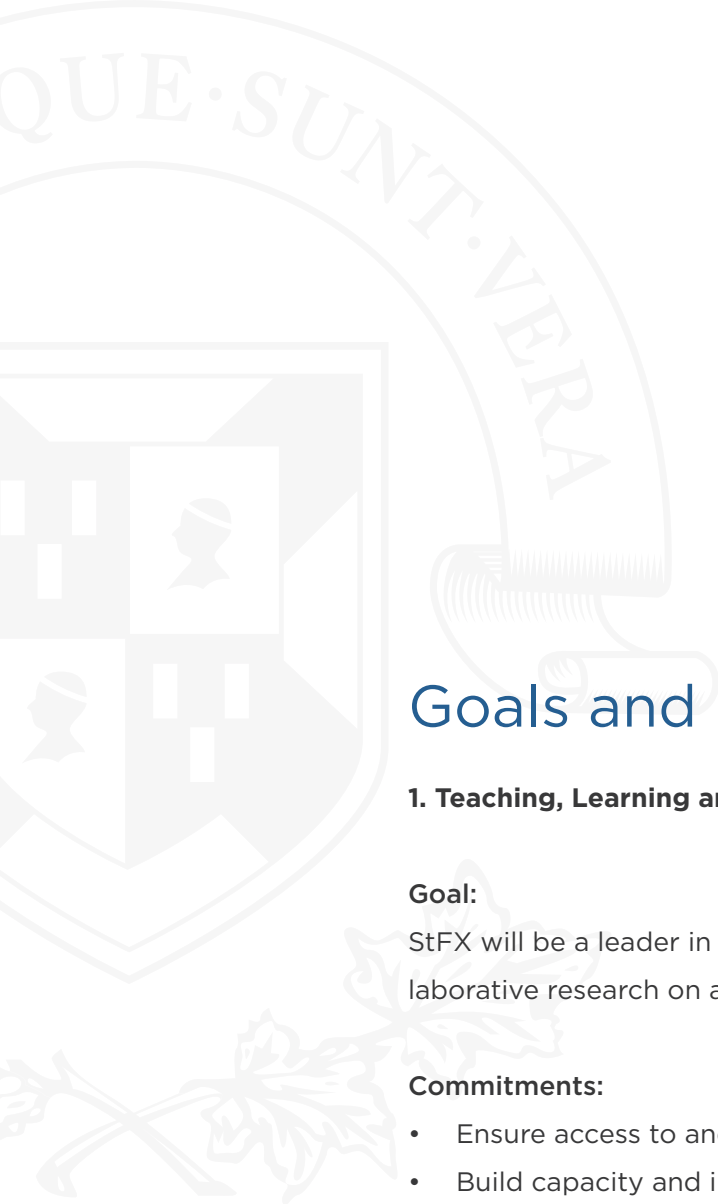 QUE·SUNT·VERA
Goals and
1. Teaching, Learning a
Goal:
StFX will be a leader in
laborative research on a
Commitments:
• Ensure access to an
• Build capacity and i